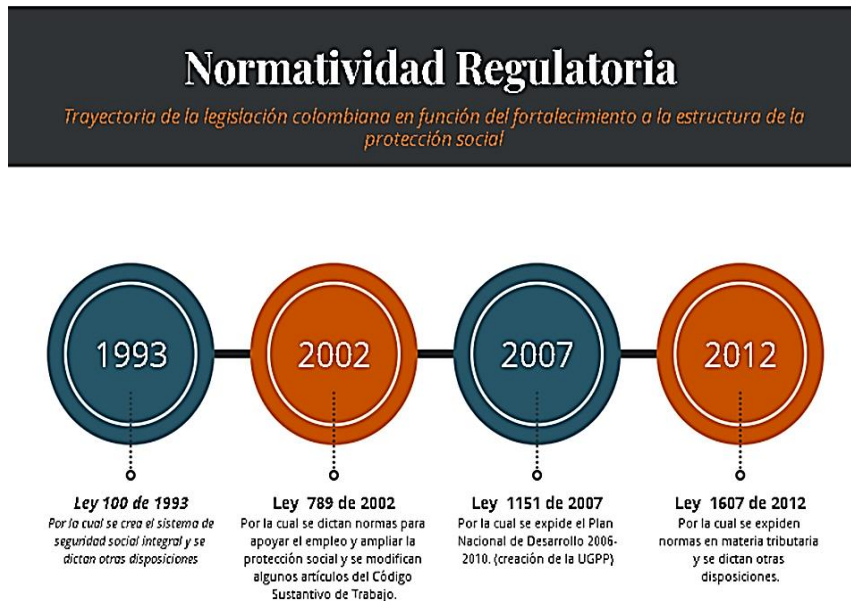 Normatividad Regulatoria
Trayectoria de la legislación colombiana en función del fortalecimiento a la estructura de la
protección social
1993
2002
2007
2012
Ley 100 de 1993
Por la cual se crea el sistema de
seguridad social integral y se
dictan otras disposiciones
Ley 789 de 2002
Por la cual se dictan normas para
apoyar el empleo y ampliar la
protección social y se modifican
algunos artículos del Código
Sustantivo de Trabajo.
Ley 1151 de 2007
Por la cual se expide el Plan
Nacional de Desarrollo 2006-
2010. (creación de la UGPP)
Ley 1607 de 2012
Por la cual se expiden
normas en materia tributaria
y se dictan otras
disposiciones.